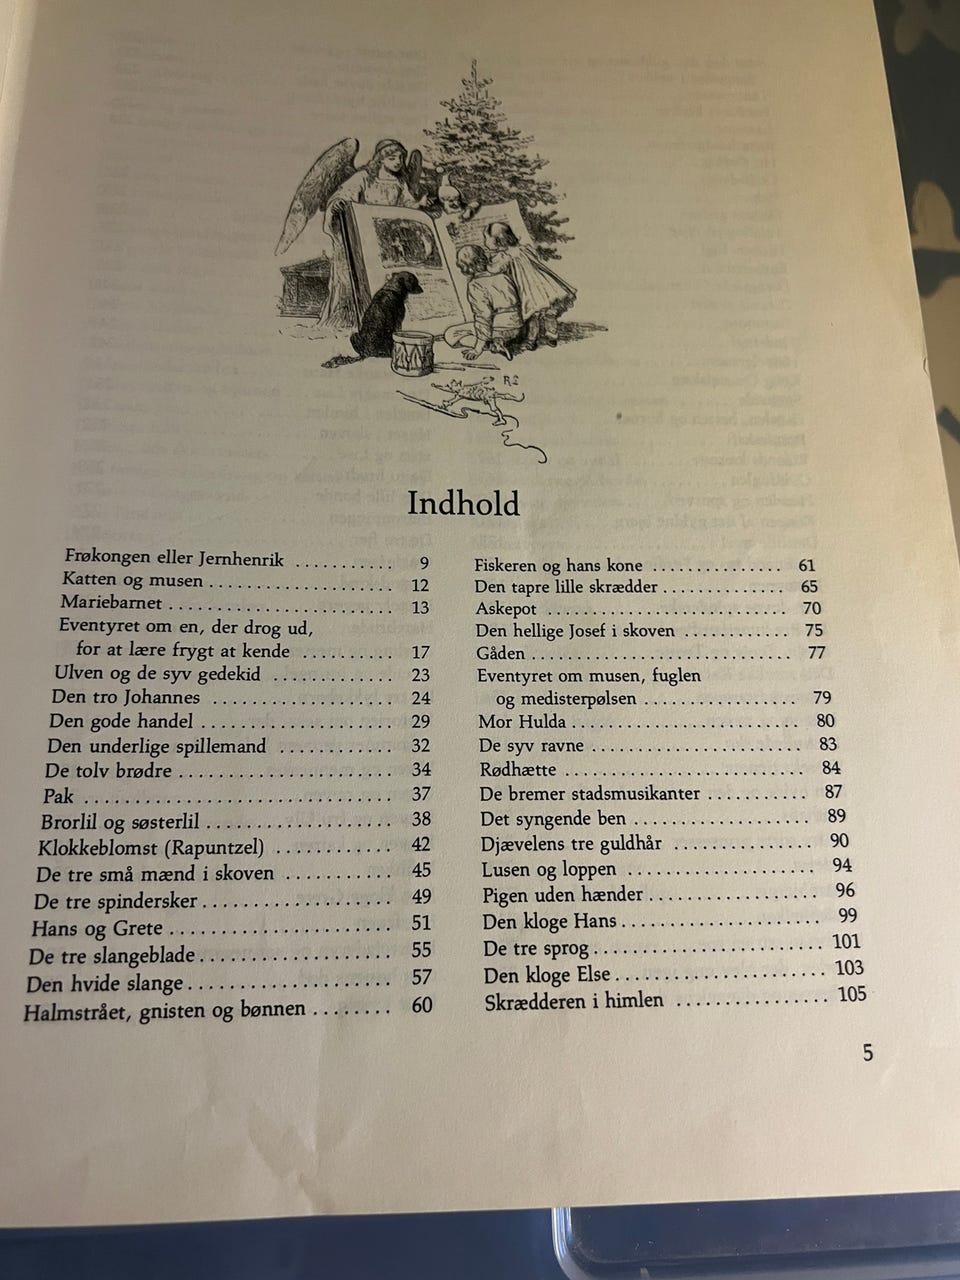 RL
Indhold
Frøkongen eller Jernhenrik .......... 9
Katten og musen .................... 12
Mariebarnet ........................ 13
Eventyret om en, der drog ud,
for at lære frygt at kende .......... 17
Ulven og de syv gedekid ............. 23
Den tro Johannes .................... 24
Den gode handel ..................... 29
Den underlige spillemand ............ 32
De tolv brødre ...................... 34
Pak ................................. 37
Brorlil og søsterlil ................ 38
Klokkeblomst (Rapuntzel) ............ 42
De tre små mænd i skoven ............ 45
De tre spindersker .................. 49
Hans og Grete ....................... 51
De tre slangeblade .................. 55
Den hvide slange .................... 57
Halmstrået, gnisten og bønnen ........ 60
Fiskeren og hans kone ............... 61
Den tapre lille skrædder ............ 65
Askepot ............................. 70
Den hellige Josef i skoven .......... 75
Gåden ............................... 77
Eventyret om musen, fuglen
og medisterpølsen ................... 79
Mor Hulda ........................... 80
De syv ravne ........................ 83
Rødhætte ............................ 84
De bremer stadsmusikanter ........... 87
Det syngende ben .................... 89
Djævelens tre guldhår ............... 90
Lusen og loppen ..................... 94
Pigen uden hænder ................... 96
Den kloge Hans ...................... 99
De tre sprog ........................ 101
Den kloge Else ...................... 103
Skrædderen i himlen ................. 105
5